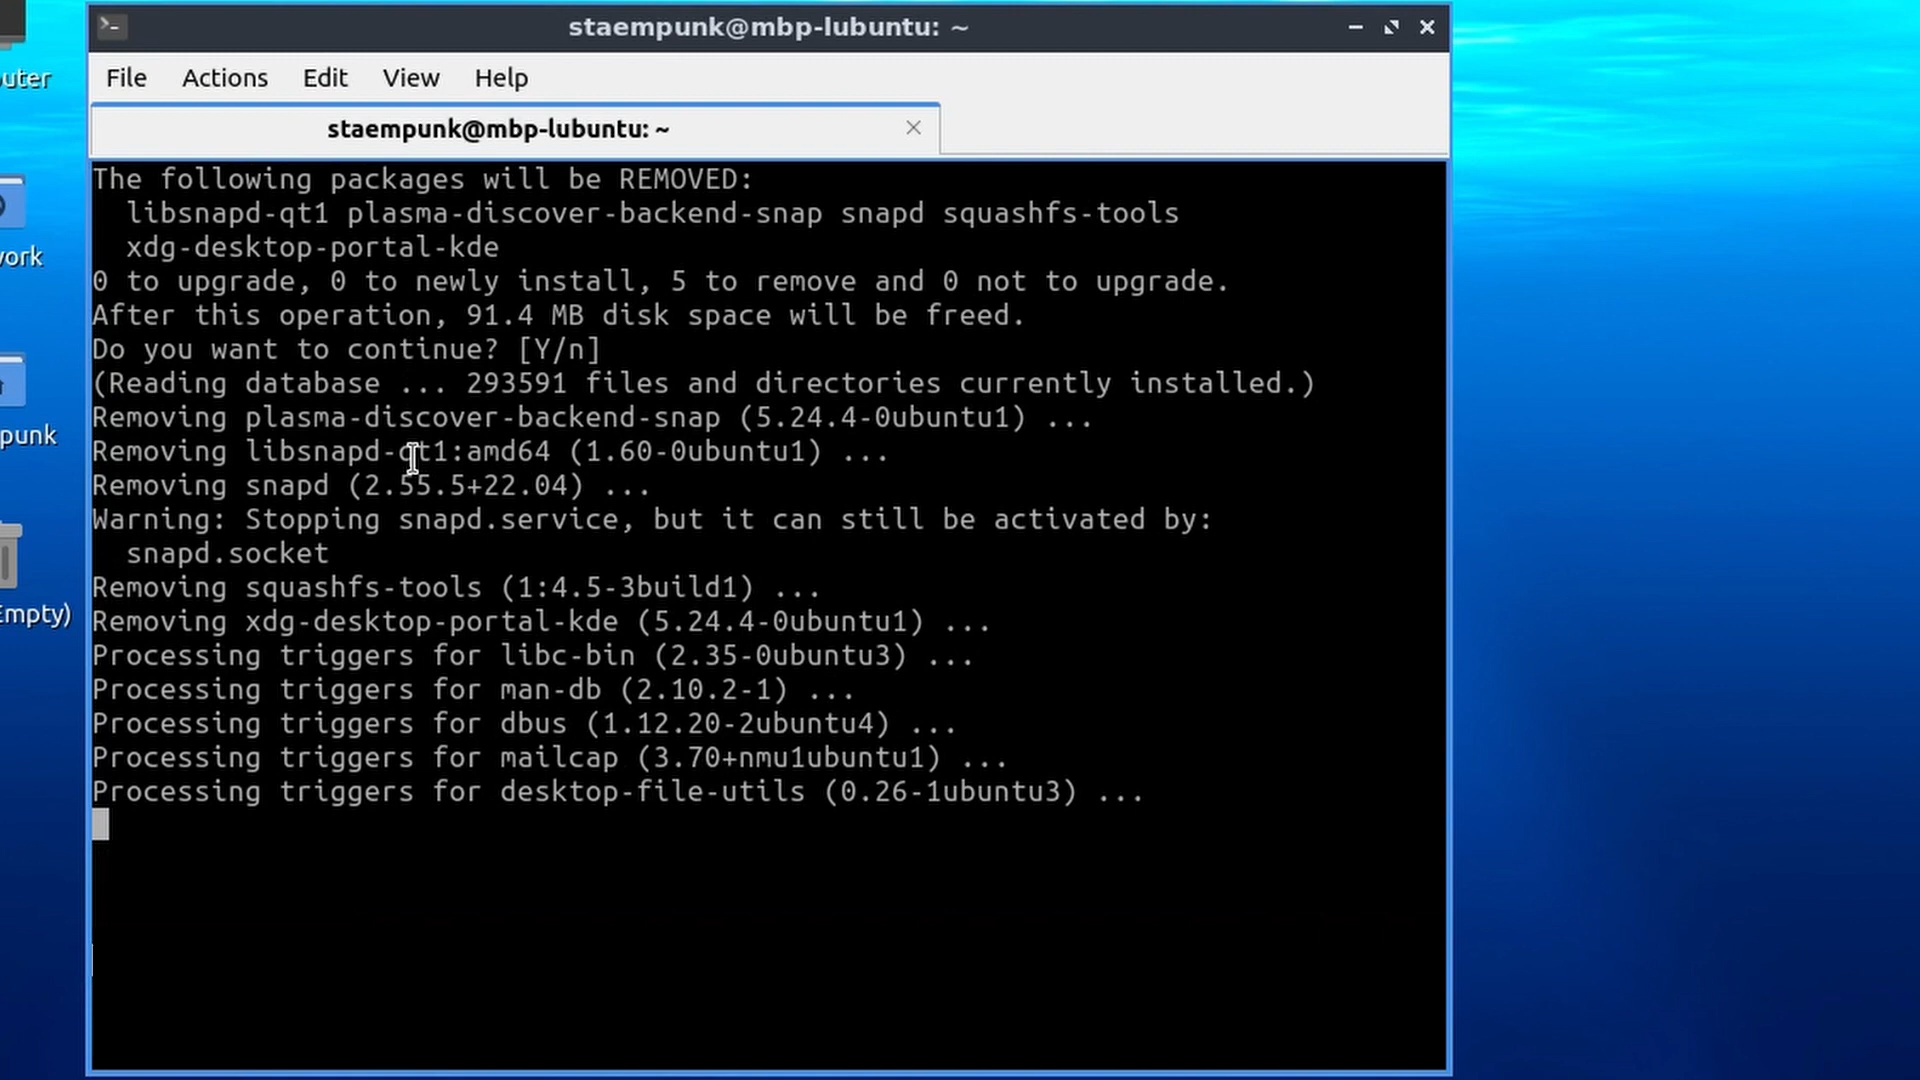 staempunk@mbp-lubuntu: ~
File Actions Edit View Help
staempunk@mbp-lubuntu: ~
The following packages will be REMOVED:
libsnapd-qt1 plasma-discover-backend-snap snapd squashfs-tools
xdg-desktop-portal-kde
0 to upgrade, 0 to newly install, 5 to remove and 0 not to upgrade.
After this operation, 91.4 MB disk space will be freed.
Do you want to continue? [Y/n]
(Reading database ... 293591 files and directories currently installed.)
Removing plasma-discover-backend-snap (5.24.4-0ubuntu1) ...
Removing libsnapd-qt1:amd64 (1.60-0ubuntu1) ...
Removing snapd (2.55.5+22.04) ...
Warning: Stopping snapd.service, but it can still be activated by:
snapd.socket
Removing squashfs-tools (1:4.5-3build1) ...
Removing xdg-desktop-portal-kde (5.24.4-0ubuntu1) ...
Processing triggers for libc-bin (2.35-0ubuntu3) ...
Processing triggers for man-db (2.10.2-1) ...
Processing triggers for dbus (1.12.20-2ubuntu4) ...
Processing triggers for mailcap (3.70+nmu1ubuntu1) ...
Processing triggers for desktop-file-utils (0.26-1ubuntu3) ...
uter
work
punk
Empty)